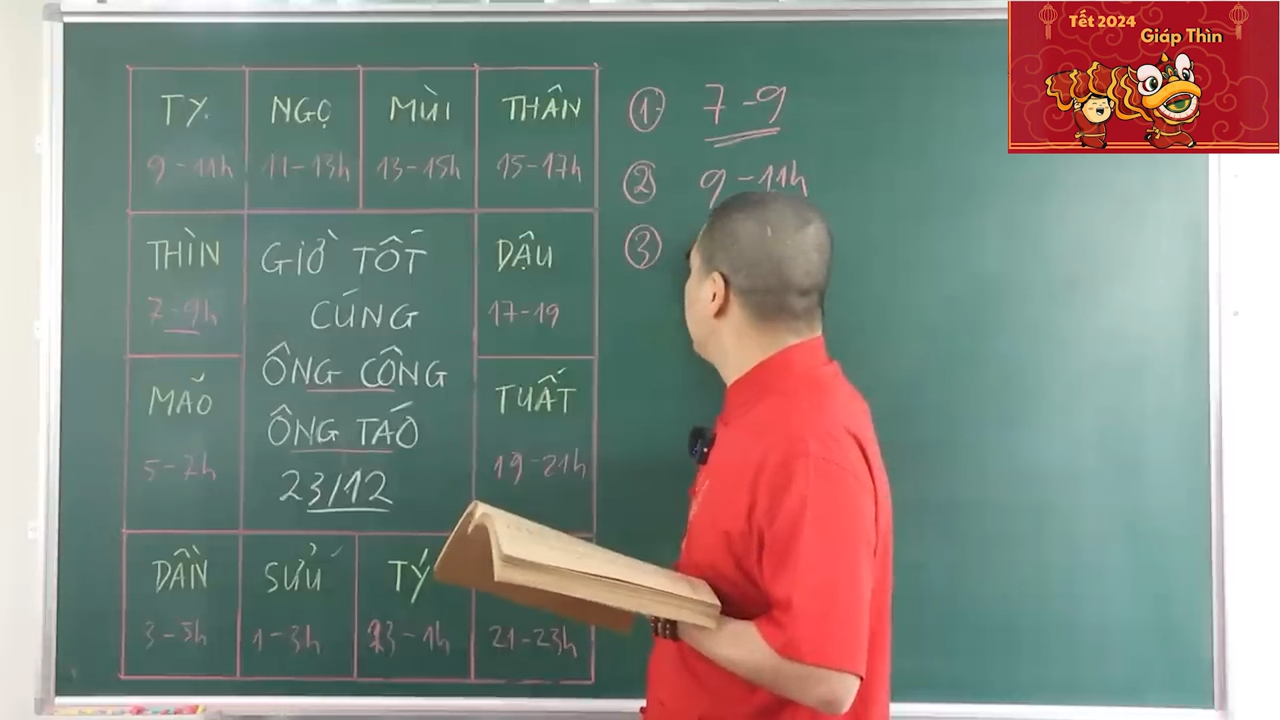 Tết 2024
Giáp Thìn
TỴ NGỌ MÙI THÂN
9-11h 11-13h 13-15h 15-17h
THÌN
7-9h
MÃO
5-7h
GIỜ TỐT
CÚNG
ÔNG CÔNG
ÔNG TÁO
23/12
DẬU
17-19
TUẤT
19-21h
DẦN SỬU TÝ
3-5h 1-3h 23-1h 21-23h
1 7-9
2 9-11h
3